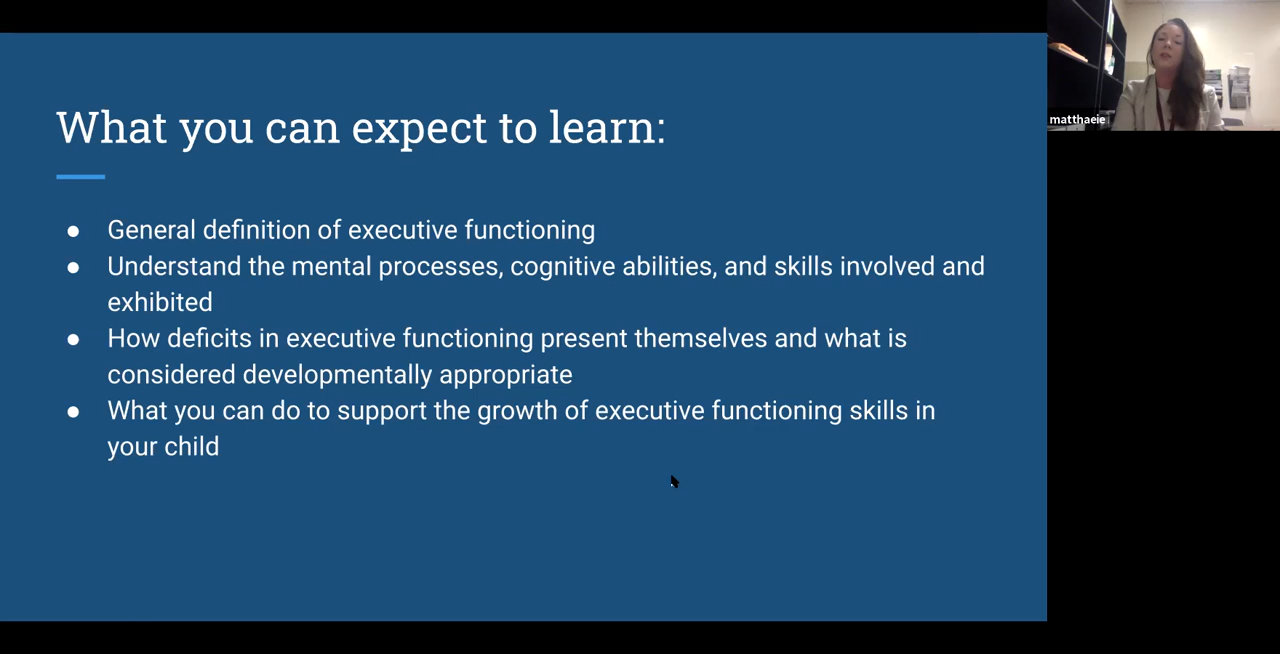 What you can expect to learn:
● General definition of executive functioning
● Understand the mental processes, cognitive abilities, and skills involved and
exhibited
● How deficits in executive functioning present themselves and what is
considered developmentally appropriate
● What you can do to support the growth of executive functioning skills in
your child
matthaeie